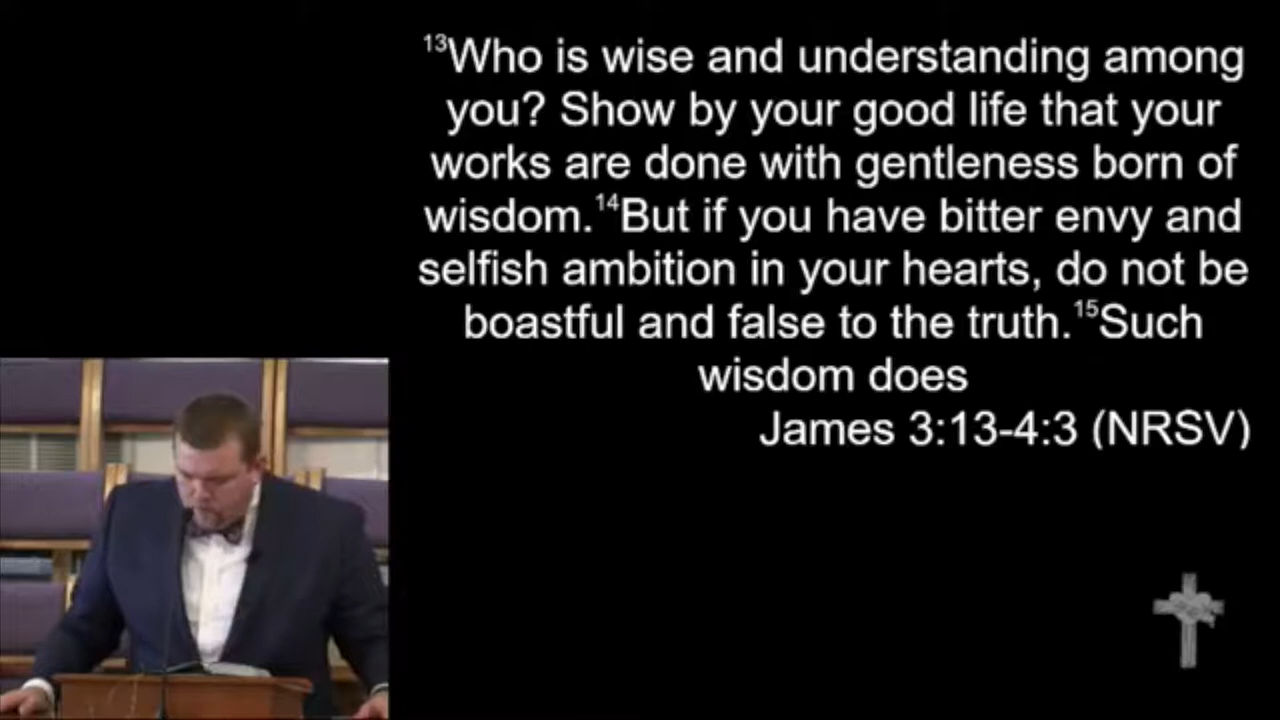 ¹³Who is wise and understanding among
you? Show by your good life that your
works are done with gentleness born of
wisdom.¹⁴But if you have bitter envy and
selfish ambition in your hearts, do not be
boastful and false to the truth.¹⁵Such
wisdom does
James 3:13-4:3 (NRSV)